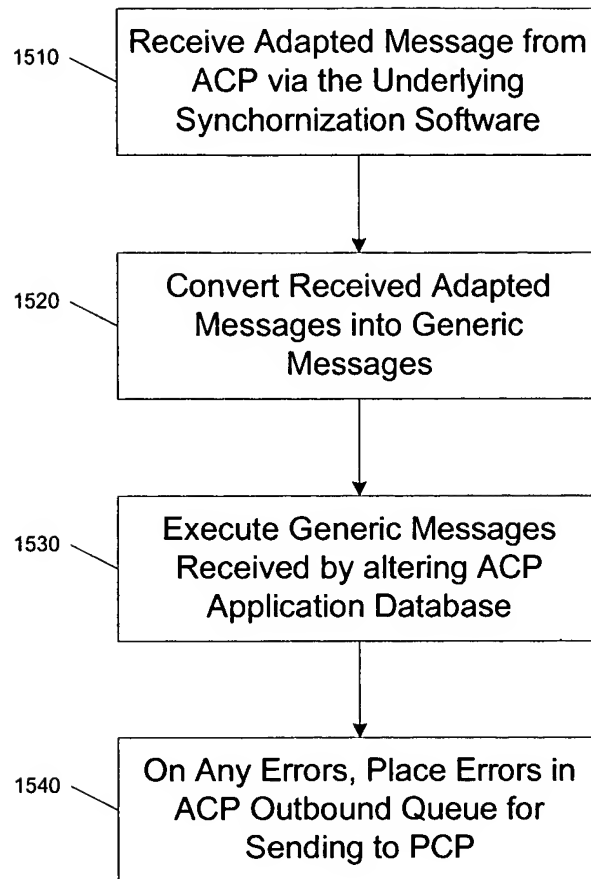 1510
Receive Adapted Message from
ACP via the Underlying
Synchornization Software
1520
Convert Received Adapted
Messages into Generic
Messages
1530
Execute Generic Messages
Received by altering ACP
Application Database
1540
On Any Errors, Place Errors in
ACP Outbound Queue for
Sending to PCP